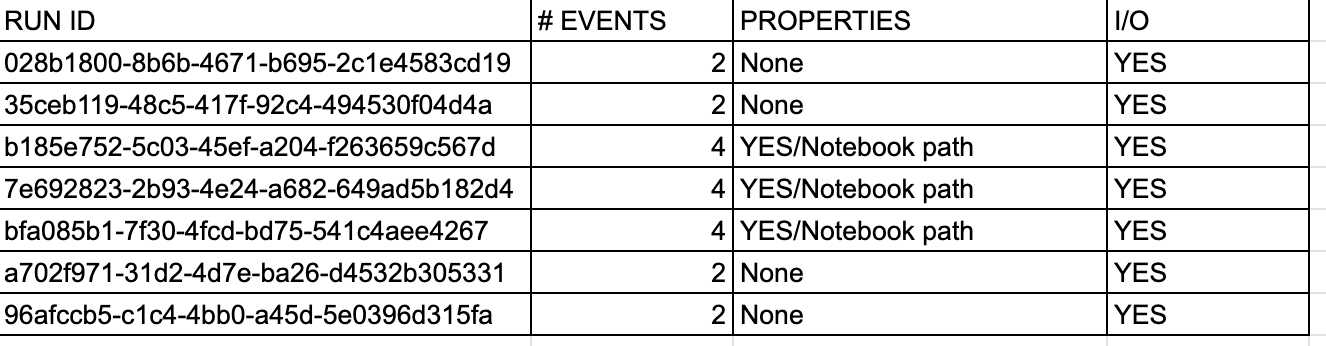 RUN ID # EVENTS PROPERTIES I/O
028b1800-8b6b-4671-b695-2c1e4583cd19 2 None YES
35ceb119-48c5-417f-92c4-494530f04d4a 2 None YES
b185e752-5c03-45ef-a204-f263659c567d 4 YES/Notebook path YES
7e692823-2b93-4e24-a682-649ad5b182d4 4 YES/Notebook path YES
bfa085b1-7f30-4fcd-bd75-541c4aee4267 4 YES/Notebook path YES
a702f971-31d2-4d7e-ba26-d4532b305331 2 None YES
96afccb5-c1c4-4bb0-a45d-5e0396d315fa 2 None YES